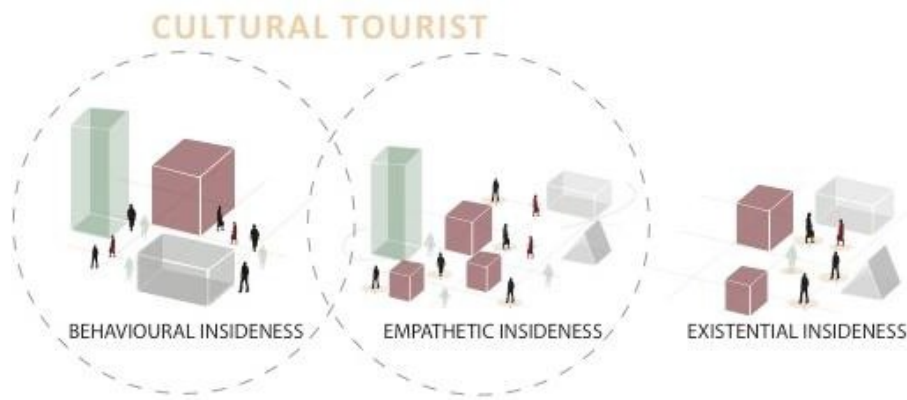 CULTURAL TOURIST
BEHAVIOURAL INSIDENESS
EMPATHETIC INSIDENESS
EXISTENTIAL INSIDENESS